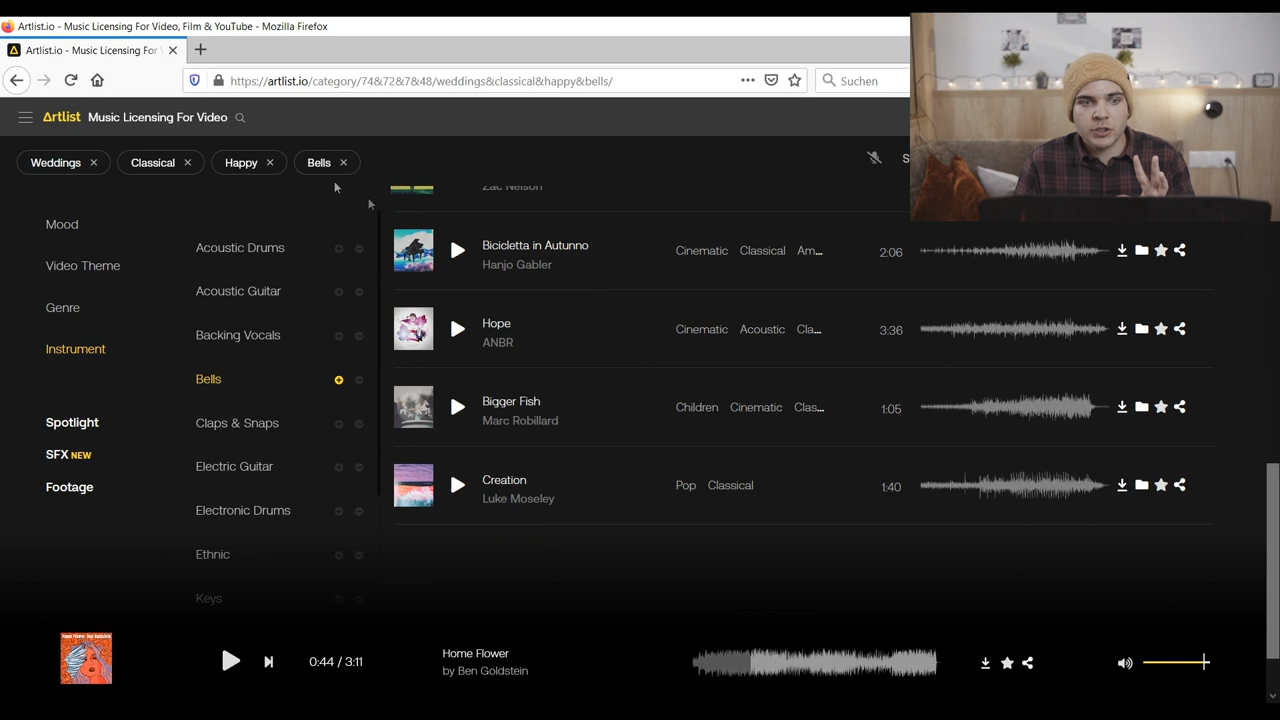 Artlist.io - Music Licensing For Video, Film & YouTube - Mozilla Firefox
Artlist.io - Music Licensing For V
https://artlist.io/category/74&72&7&48/weddings&classical&happy&bells/
Suchen
Artlist Music Licensing For Video
Weddings Classical Happy Bells
S
Zac Nelson
Mood
Video Theme
Genre
Instrument
Spotlight
SFX NEW
Footage
Acoustic Drums
Acoustic Guitar
Backing Vocals
Bells
Claps & Snaps
Electric Guitar
Electronic Drums
Ethnic
Keys
Bicicletta in Autunno Cinematic Classical Am... 2:06
Hanjo Gabler
Hope Cinematic Acoustic Cla... 3:36
ANBR
Bigger Fish Children Cinematic Clas... 1:05
Marc Robillard
Creation Pop Classical 1:40
Luke Moseley
0:44 / 3:11
Home Flower
by Ben Goldstein